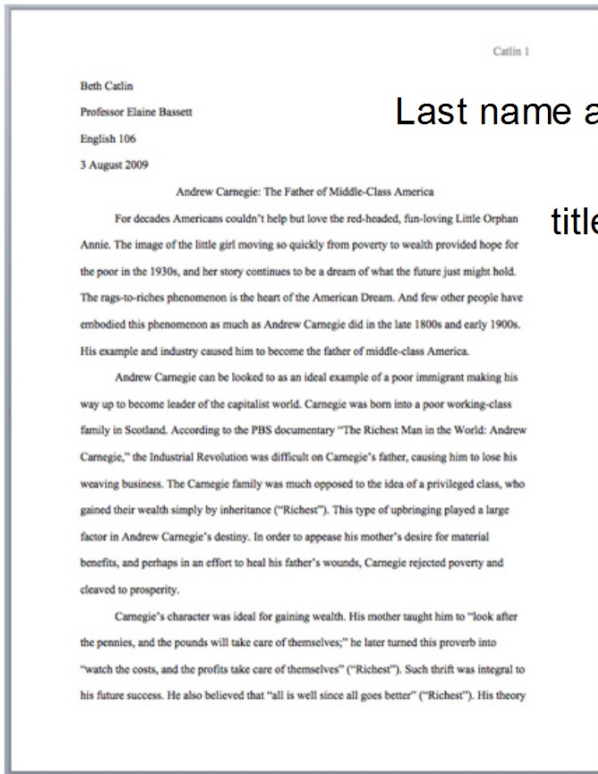 Catlin 1
Beth Catlin
Professor Elaine Bassett
English 106
3 August 2009
Last name a
title
Andrew Carnegie: The Father of Middle-Class America
For decades Americans couldn't help but love the red-headed, fun-loving Little Orphan
Annie. The image of the little girl moving so quickly from poverty to wealth provided hope for
the poor in the 1930s, and her story continues to be a dream of what the future just might hold.
The rags-to-riches phenomenon is the heart of the American Dream. And few other people have
embodied this phenomenon as much as Andrew Carnegie did in the late 1800s and early 1900s.
His example and industry caused him to become the father of middle-class America.
Andrew Carnegie can be looked to as an ideal example of a poor immigrant making his
way up to become leader of the capitalist world. Carnegie was born into a poor working-class
family in Scotland. According to the PBS documentary "The Richest Man in the World: Andrew
Carnegie," the Industrial Revolution was difficult on Carnegie's father, causing him to lose his
weaving business. The Carnegie family was much opposed to the idea of a privileged class, who
gained their wealth simply by inheritance ("Richest"). This type of upbringing played a large
factor in Andrew Carnegie's destiny. In order to appease his mother's desire for material
benefits, and perhaps in an effort to heal his father's wounds, Carnegie rejected poverty and
cleaved to prosperity.
Carnegie's character was ideal for gaining wealth. His mother taught him to "look after
the pennies, and the pounds will take care of themselves;" he later turned this proverb into
"watch the costs, and the profits take care of themselves" ("Richest"). Such thrift was integral to
his future success. He also believed that "all is well since all goes better" ("Richest"). His theory